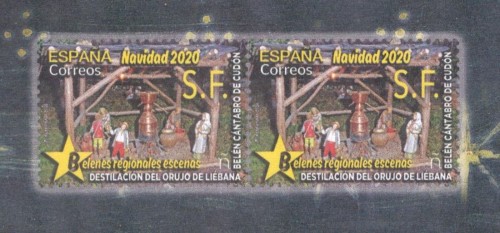 ESPAÑA Navidad 2020
Correos
S.F.
BELÉN CÁNTABRO DE CUDÓN
Belenes regionales escenas
DESTILACIÓN DEL ORUJO DE LIÉBANA
ESPAÑA Navidad 2020
Correos
S.F.
BELÉN CÁNTABRO DE CUDÓN
Belenes regionales escenas
DESTILACIÓN DEL ORUJO DE LIÉBANA